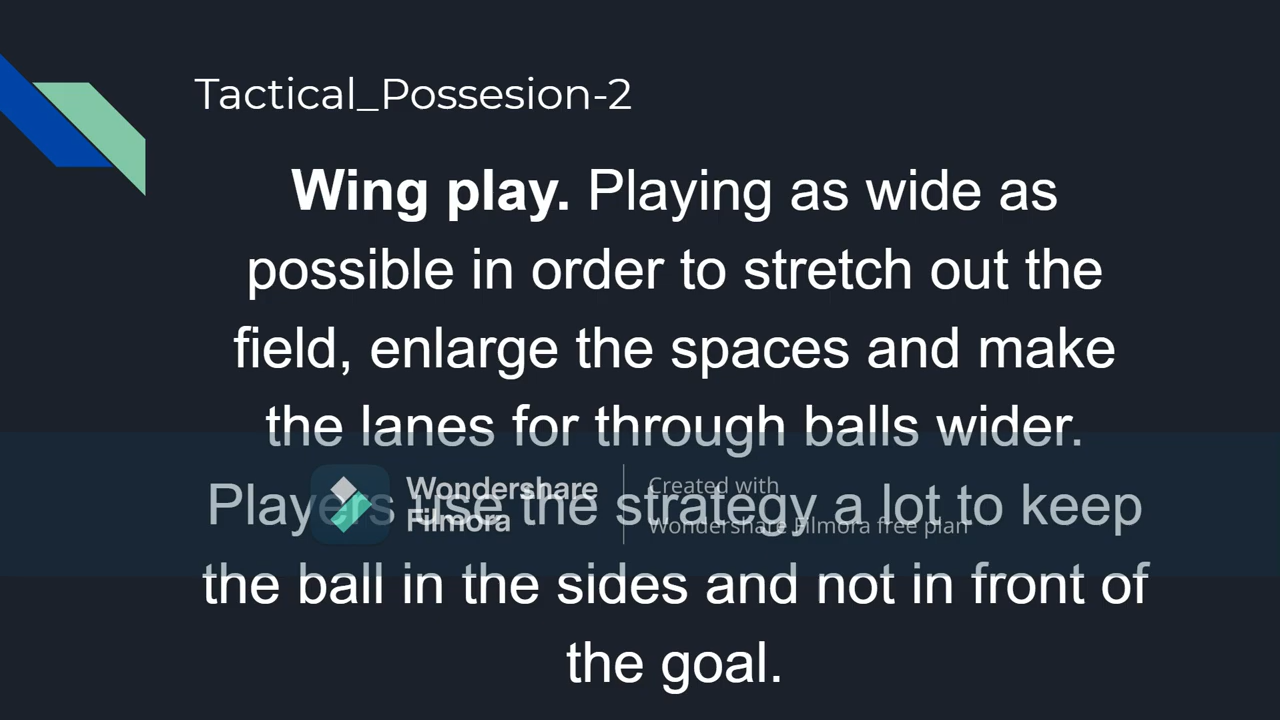 Tactical_Possesion-2
Wing play. Playing as wide as
possible in order to stretch out the
field, enlarge the spaces and make
the lanes for through balls wider.
Players use the strategy a lot to keep
the ball in the sides and not in front of
the goal.
Wondershare
Filmora
Created with
Wondershare Filmora free plan